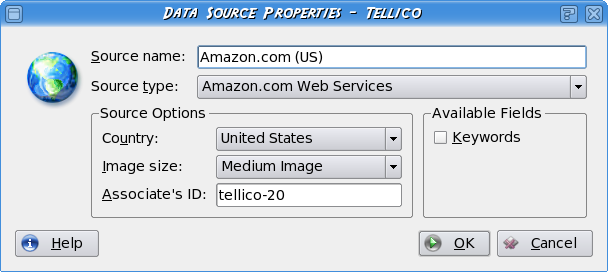 Data Source Properties – Tellico
Source name: Amazon.com (US)
Source type: Amazon.com Web Services
Source Options
Country: United States
Image size: Medium Image
Associate's ID: tellico-20
Available Fields
Keywords
Help
OK
Cancel